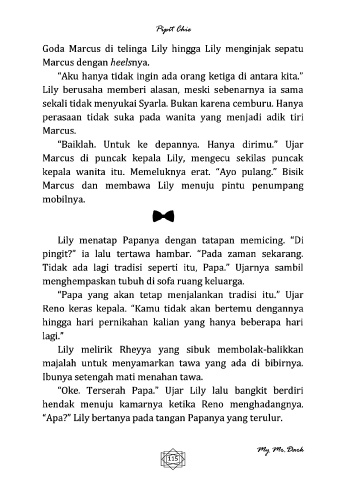 Pipit Chie
Goda Marcus di telinga Lily hingga Lily menginjak sepatu
Marcus dengan heelsnya.
“Aku hanya tidak ingin ada orang ketiga di antara kita.”
Lily berusaha memberi alasan, meski sebenarnya ia sama
sekali tidak menyukai Syarla. Bukan karena cemburu. Hanya
perasaan tidak suka pada wanita yang menjadi adik tiri
Marcus.
“Baiklah. Untuk ke depannya. Hanya dirimu.” Ujar
Marcus di puncak kepala Lily, mengecu sekilas puncak
kepala wanita itu. Memeluknya erat. “Ayo pulang.” Bisik
Marcus dan membawa Lily menuju pintu penumpang
mobilnya.
Lily menatap Papanya dengan tatapan memicing. “Di
pingit?” ia lalu tertawa hambar. “Pada zaman sekarang.
Tidak ada lagi tradisi seperti itu, Papa.” Ujarnya sambil
menghempaskan tubuh di sofa ruang keluarga.
“Papa yang akan tetap menjalankan tradisi itu.” Ujar
Reno keras kepala. “Kamu tidak akan bertemu dengannya
hingga hari pernikahan kalian yang hanya beberapa hari
lagi.”
Lily melirik Rheyya yang sibuk membolak-balikkan
majalah untuk menyamarkan tawa yang ada di bibirnya.
Ibunya setengah mati menahan tawa.
“Oke. Terserah Papa.” Ujar Lily lalu bangkit berdiri
hendak menuju kamarnya ketika Reno menghadangnya.
“Apa?” Lily bertanya pada tangan Papanya yang terulur.
My Mr. Dark
115